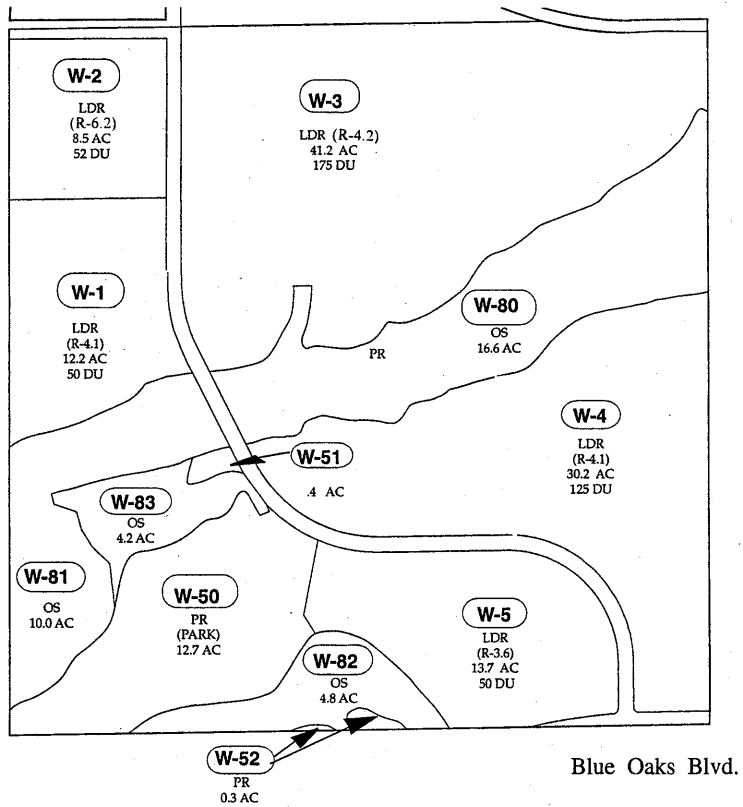 W-2
LDR
(R-6.2)
8.5 AC
52 DU
W-3
LDR (R-4.2)
41.2 AC
175 DU
W-1
LDR
(R-4.1)
12.2 AC
50 DU
W-80
OS
16.6 AC
PR
W-4
LDR
(R-4.1)
30.2 AC
125 DU
W-51
.4 AC
W-83
OS
4.2 AC
W-81
OS
10.0 AC
W-50
PR
(PARK)
12.7 AC
W-5
LDR
(R-3.6)
13.7 AC
50 DU
W-82
OS
4.8 AC
W-52
PR
0.3 AC
Blue Oaks Blvd.